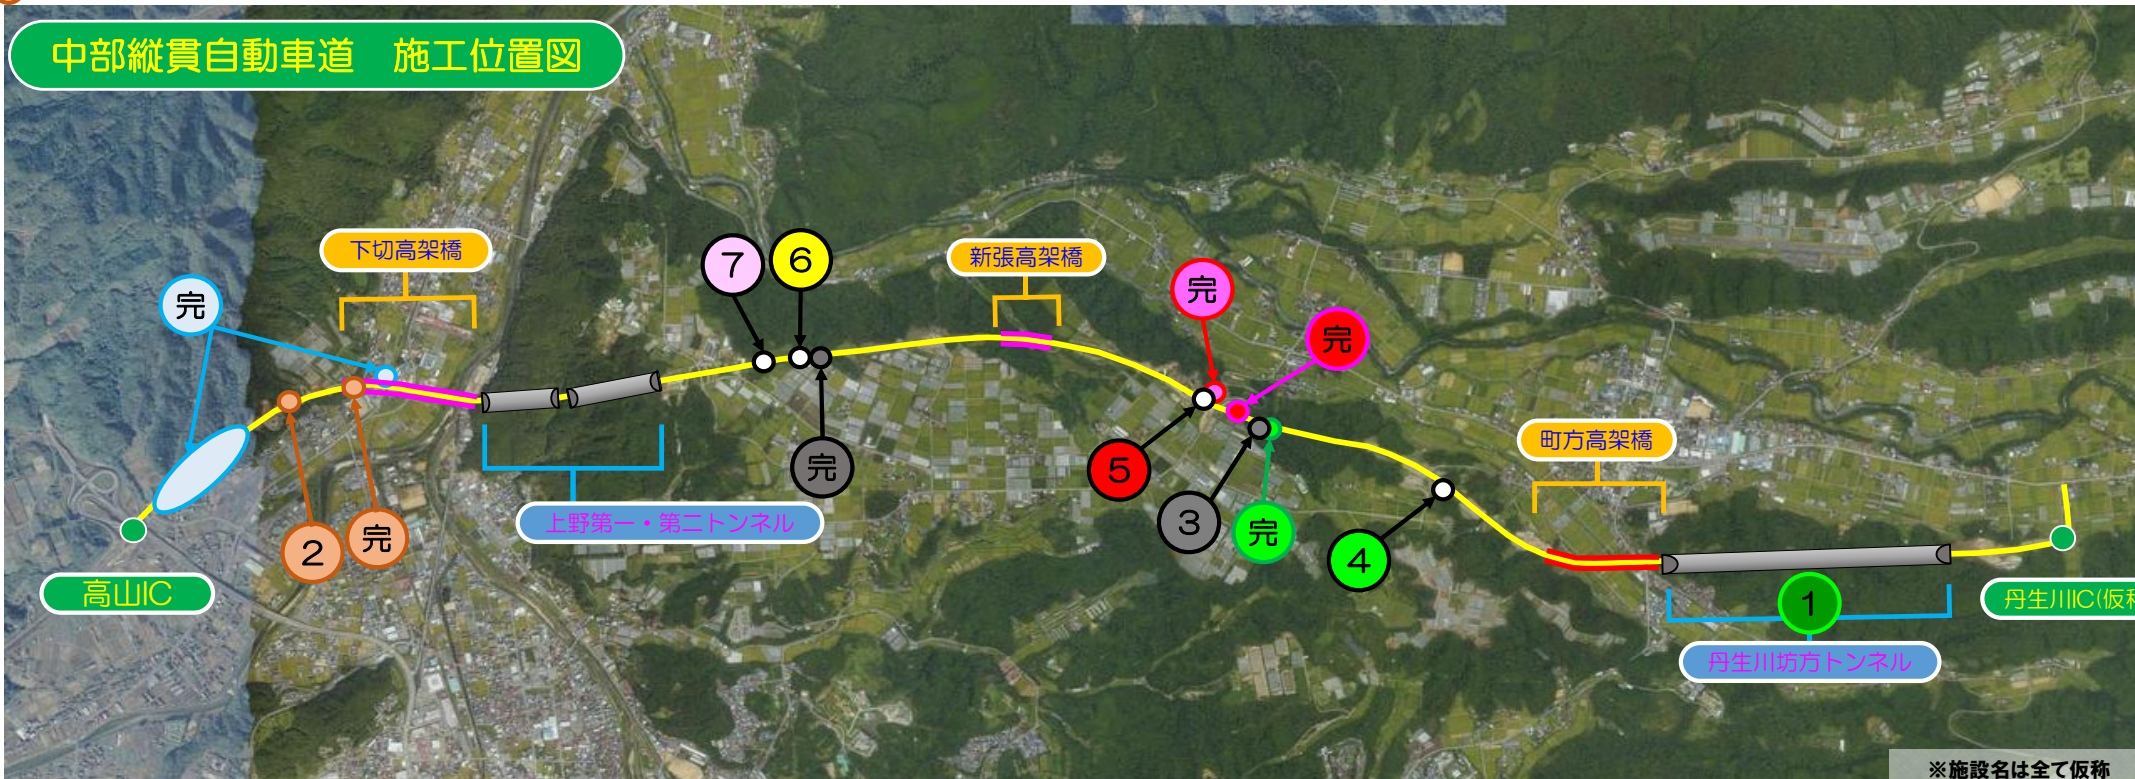 中部縦貫自動車道　施工位置図
下切高架橋
7
6
新張高架橋
完
完
完
町方高架橋
完
5
3
完
4
上野第一・第二トンネル
2
完
高山IC
1
丹生川IC(仮称
丹生川坊方トンネル
※施設名は全て仮称